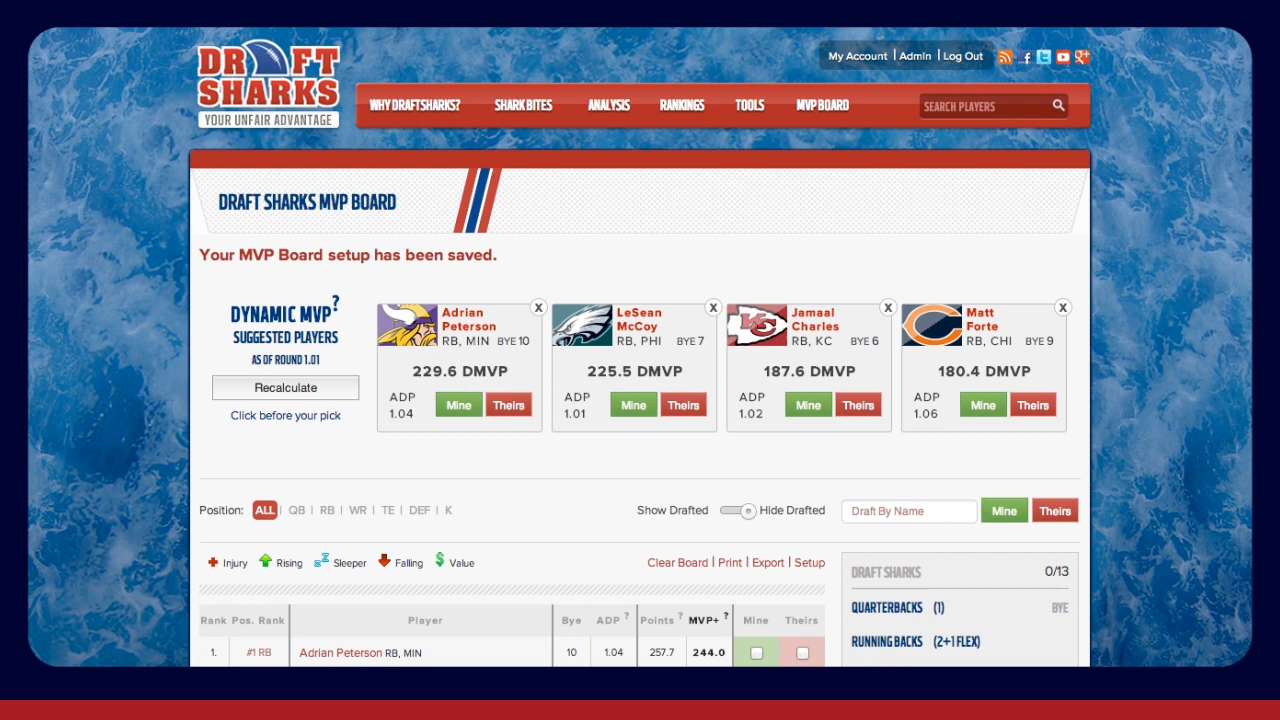 DRAFT
SHARKS
YOUR UNFAIR ADVANTAGE
My Account | Admin | Log Out
WHY DRAFTSHARKS? SHARK BITES ANALYSIS RANKINGS TOOLS MVP BOARD SEARCH PLAYERS
DRAFT SHARKS MVP BOARD
Your MVP Board setup has been saved.
DYNAMIC MVP?
SUGGESTED PLAYERS
AS OF ROUND 1.01
Recalculate
Click before your pick
X
Adrian
Peterson
RB, MIN BYE 10
229.6 DMVP
ADP
1.04
Mine Theirs
X
LeSean
McCoy
RB, PHI BYE 7
225.5 DMVP
ADP
1.01
Mine Theirs
X
Jamaal
Charles
RB, KC BYE 6
187.6 DMVP
ADP
1.02
Mine Theirs
X
Matt
Forte
RB, CHI BYE 9
180.4 DMVP
ADP
1.06
Mine Theirs
Position: ALL | QB | RB | WR | TE | DEF | K
Show Drafted Hide Drafted
Draft By Name Mine Theirs
Injury Rising Sleeper Falling $ Value
Clear Board | Print | Export | Setup
Rank Pos. Rank Player Bye ADP ? Points ? MVP+ ? Mine Theirs
1. #1 RB Adrian Peterson RB, MIN 10 1.04 257.7 244.0
DRAFT SHARKS 0/13
QUARTERBACKS (1) BYE
RUNNING BACKS (2+1 FLEX)